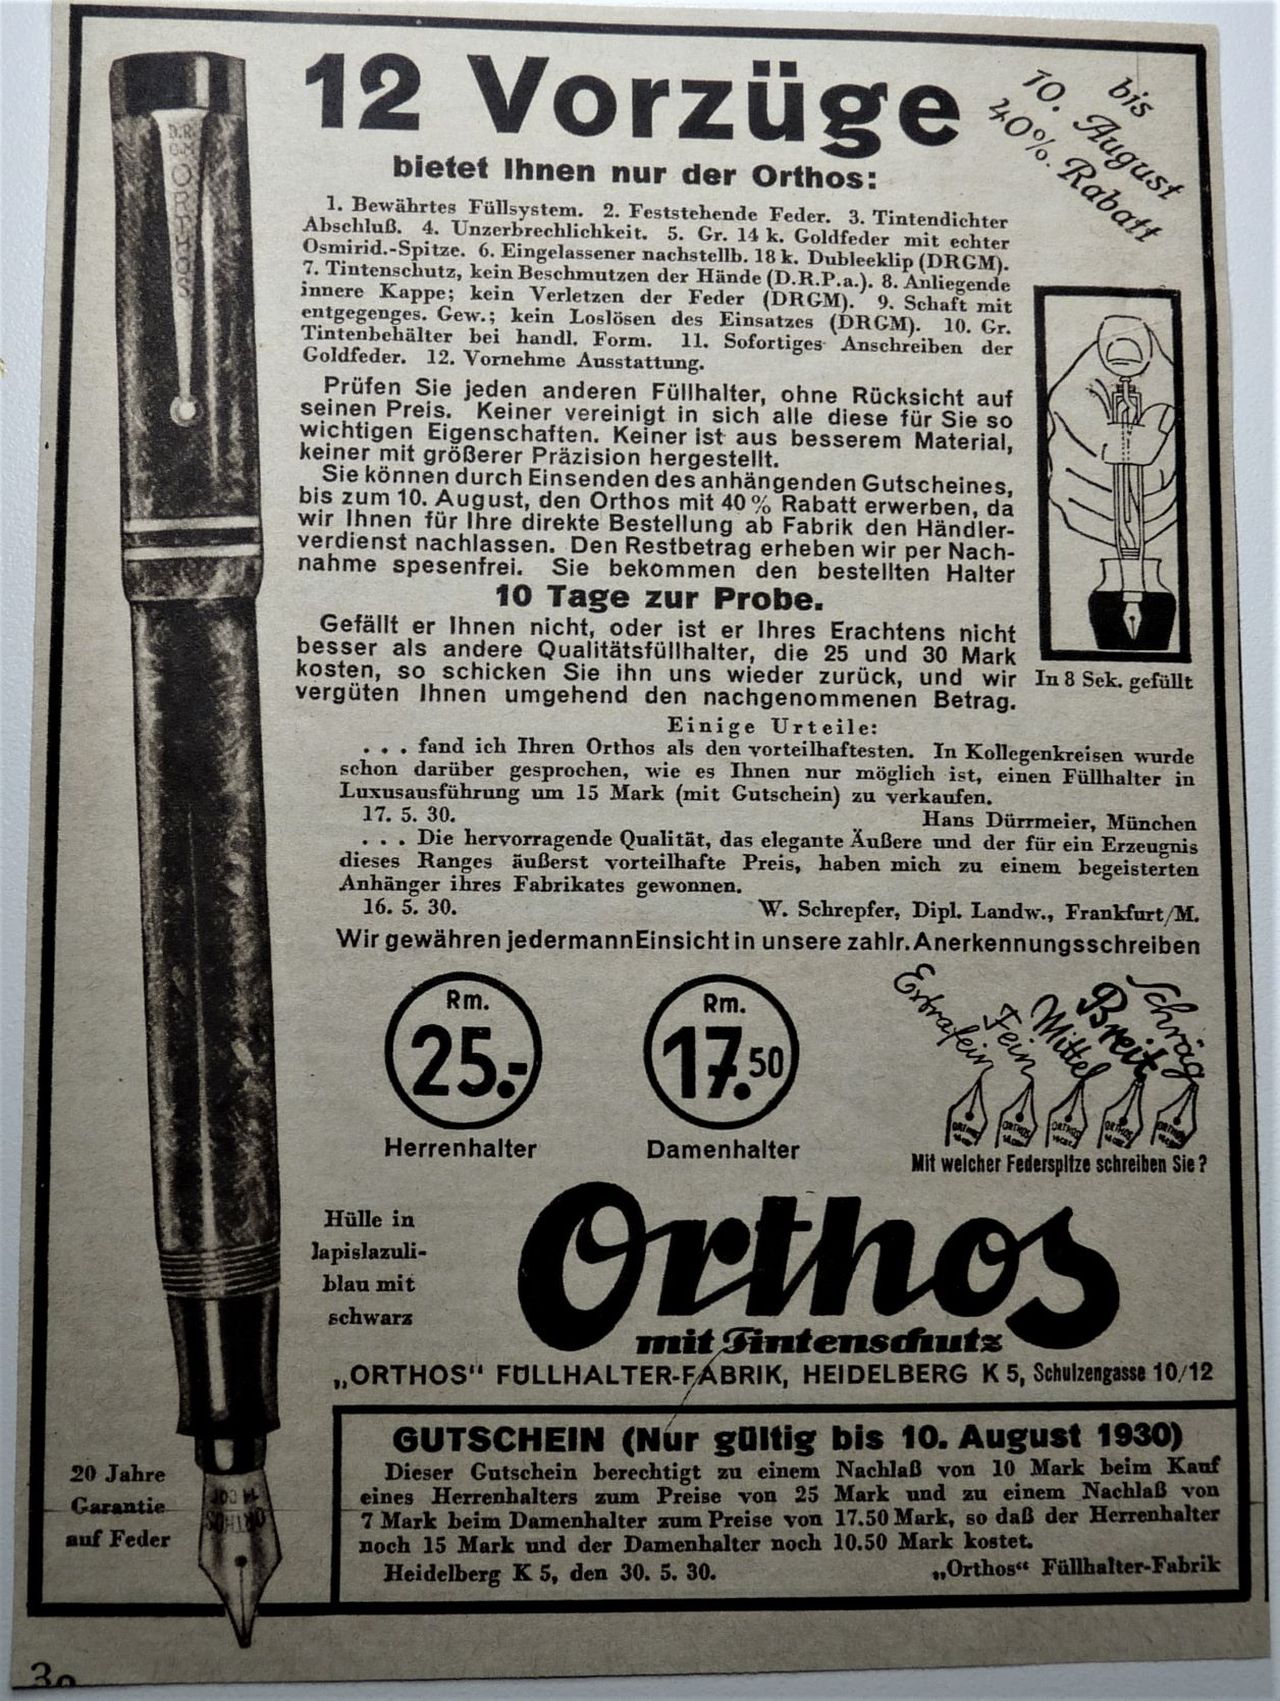 12 Vorzüge
bis
10. August
40%. Rabatt
bietet Ihnen nur der Orthos:
1. Bewährtes Füllsystem. 2. Feststehende Feder. 3. Tintendichter
Abschluß. 4. Unzerbrechlichkeit. 5. Gr. 14 k. Goldfeder mit echter
Osmirid.-Spitze. 6. Eingelassener nachstellb. 18 k. Dubleeklip (DRGM).
7. Tintenschutz, kein Beschmutzen der Hände (D.R.P.a.). 8. Anliegende
innere Kappe; kein Verletzen der Feder (DRGM). 9. Schaft mit
entgegenges. Gew.; kein Loslösen des Einsatzes (DRGM). 10. Gr.
Tintenbehälter bei handl. Form. 11. Sofortiges Anschreiben der
Goldfeder. 12. Vornehme Ausstattung.
Prüfen Sie jeden anderen Füllhalter, ohne Rücksicht auf
seinen Preis. Keiner vereinigt in sich alle diese für Sie so
wichtigen Eigenschaften. Keiner ist aus besserem Material,
keiner mit größerer Präzision hergestellt.
Sie können durch Einsenden des anhängenden Gutscheines,
bis zum 10. August, den Orthos mit 40% Rabatt erwerben, da
wir Ihnen für Ihre direkte Bestellung ab Fabrik den Händler-
verdienst nachlassen. Den Restbetrag erheben wir per Nach-
nahme spesenfrei. Sie bekommen den bestellten Halter
10 Tage zur Probe.
Gefällt er Ihnen nicht, oder ist er Ihres Erachtens nicht
besser als andere Qualitätsfüllhalter, die 25 und 30 Mark
kosten, so schicken Sie ihn uns wieder zurück, und wir
vergüten Ihnen umgehend den nachgenommenen Betrag.
In 8 Sek. gefüllt
Einige Urteile:
. . . fand ich Ihren Orthos als den vorteilhaftesten. In Kollegenkreisen wurde
schon darüber gesprochen, wie es Ihnen nur möglich ist, einen Füllhalter in
Luxusausführung um 15 Mark (mit Gutschein) zu verkaufen.
17. 5. 30. Hans Dürrmeier, München
. . . Die hervorragende Qualität, das elegante Äußere und der für ein Erzeugnis
dieses Ranges äußerst vorteilhafte Preis, haben mich zu einem begeisterten
Anhänger ihres Fabrikates gewonnen.
16. 5. 30. W. Schrepfer, Dipl. Landw., Frankfurt/M.
Wir gewähren jedermann Einsicht in unsere zahlr. Anerkennungsschreiben
Rm.
25.-
Herrenhalter
Rm.
17.50
Damenhalter
Extrafein
Fein
Mittel
Breit
Schräg
ORTHOS
ORTHOS
ORTHOS
ORTHOS
ORTHOS
Mit welcher Federspitze schreiben Sie?
Hülle in
lapislazuli-
blau mit
schwarz
Orthos
mit Tintenschutz
„ORTHOS" FÜLLHALTER-FABRIK, HEIDELBERG K 5, Schulzengasse 10/12
GUTSCHEIN (Nur gültig bis 10. August 1930)
Dieser Gutschein berechtigt zu einem Nachlaß von 10 Mark beim Kauf
eines Herrenhalters zum Preise von 25 Mark und zu einem Nachlaß von
7 Mark beim Damenhalter zum Preise von 17.50 Mark, so daß der Herrenhalter
noch 15 Mark und der Damenhalter noch 10.50 Mark kostet.
Heidelberg K 5, den 30. 5. 30. „Orthos“ Füllhalter-Fabrik
20 Jahre
Garantie
auf Feder
ORTHOS